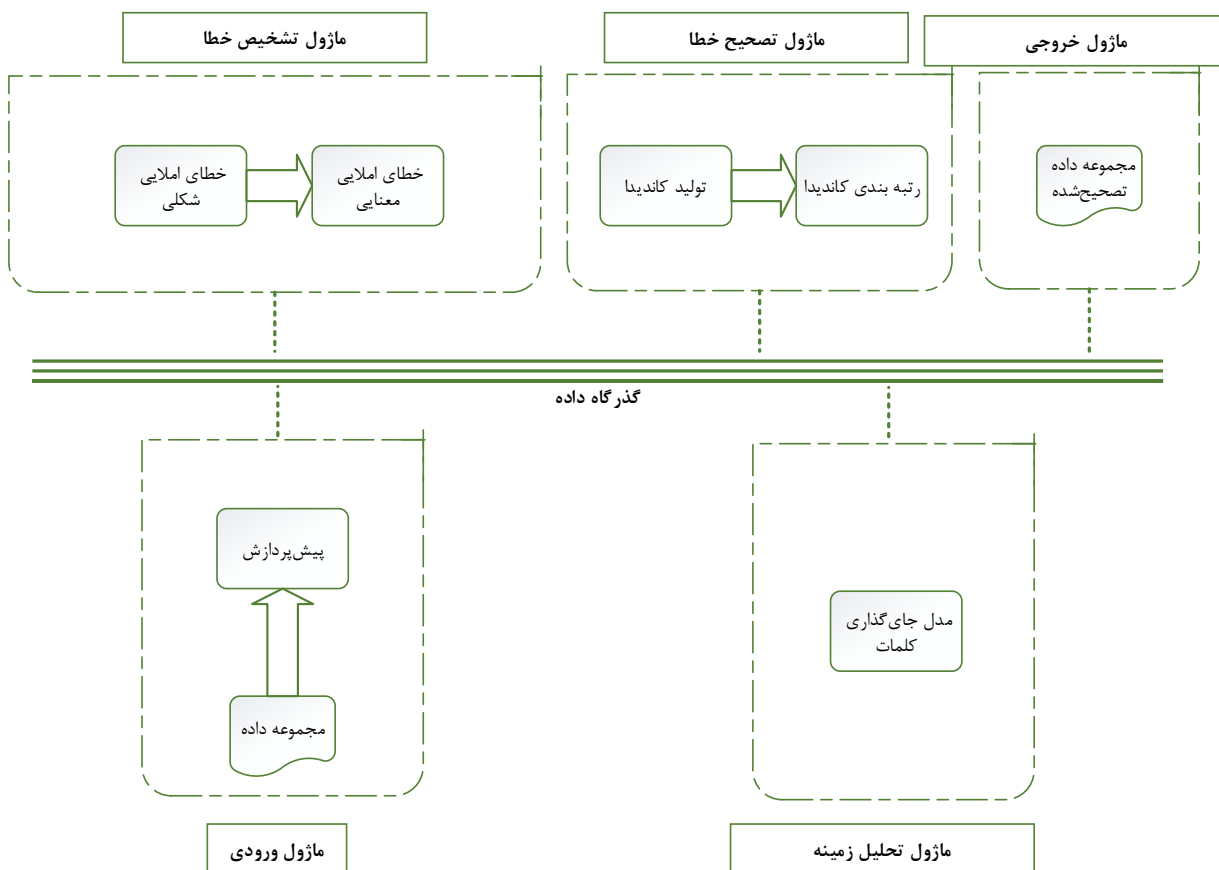 ماژول خروجی
ماژول تصحیح خطا
ماژول تشخیص خطا
مجموعه داده
تصحیح‌شده
تولید کاندیدا
رتبه بندی کاندیدا
خطای املایی
شکلی
خطای املایی
معنایی
گذرگاه داده
پیش‌پردازش
مجموعه داده
مدل جای‌گذاری
کلمات
ماژول ورودی
ماژول تحلیل زمینه